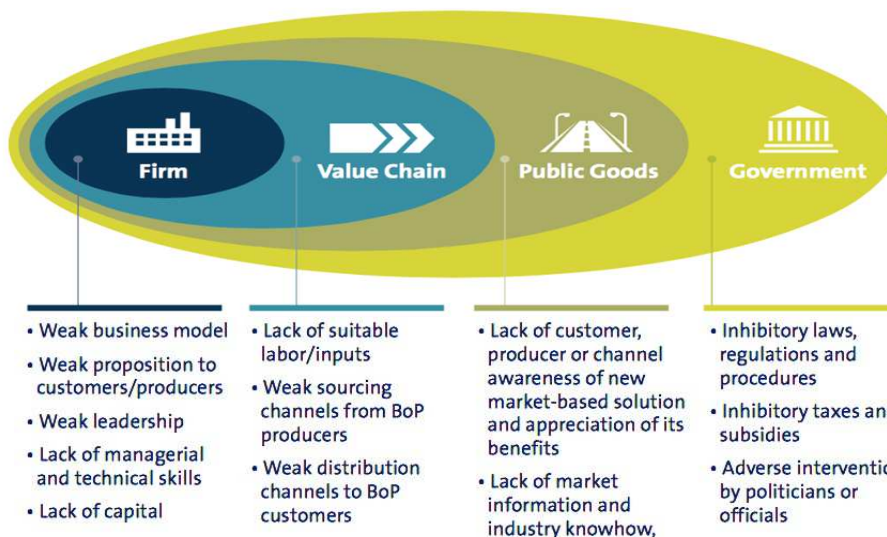 Firm
Value Chain
Public Goods
Government
• Weak business model
• Weak proposition to
customers/producers
• Weak leadership
• Lack of managerial
and technical skills
• Lack of capital
• Lack of suitable
labor/inputs
• Weak sourcing
channels from BoP
producers
• Weak distribution
channels to BoP
customers
• Lack of customer,
producer or channel
awareness of new
market-based solution
and appreciation of its
benefits
• Lack of market
information and
industry knowhow,
• Inhibitory laws,
regulations and
procedures
• Inhibitory taxes an
subsidies
• Adverse interventio
by politicians or
officials